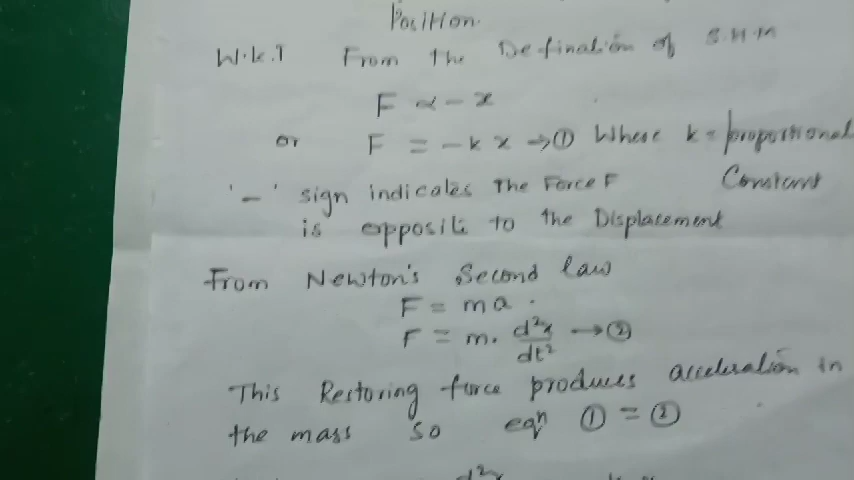 Position.
W.k.T From the Defination of S.H.M
F ∝ - x
or F = - k x → ① Where k = proportional
'-' sign indicates The Force F Constant
is opposite to the Displacement
From Newton's Second law
F = ma.
F = m. d²x/dt² → ②
This Restoring force produces acceleration in
the mass so eqⁿ ① = ②
d²x